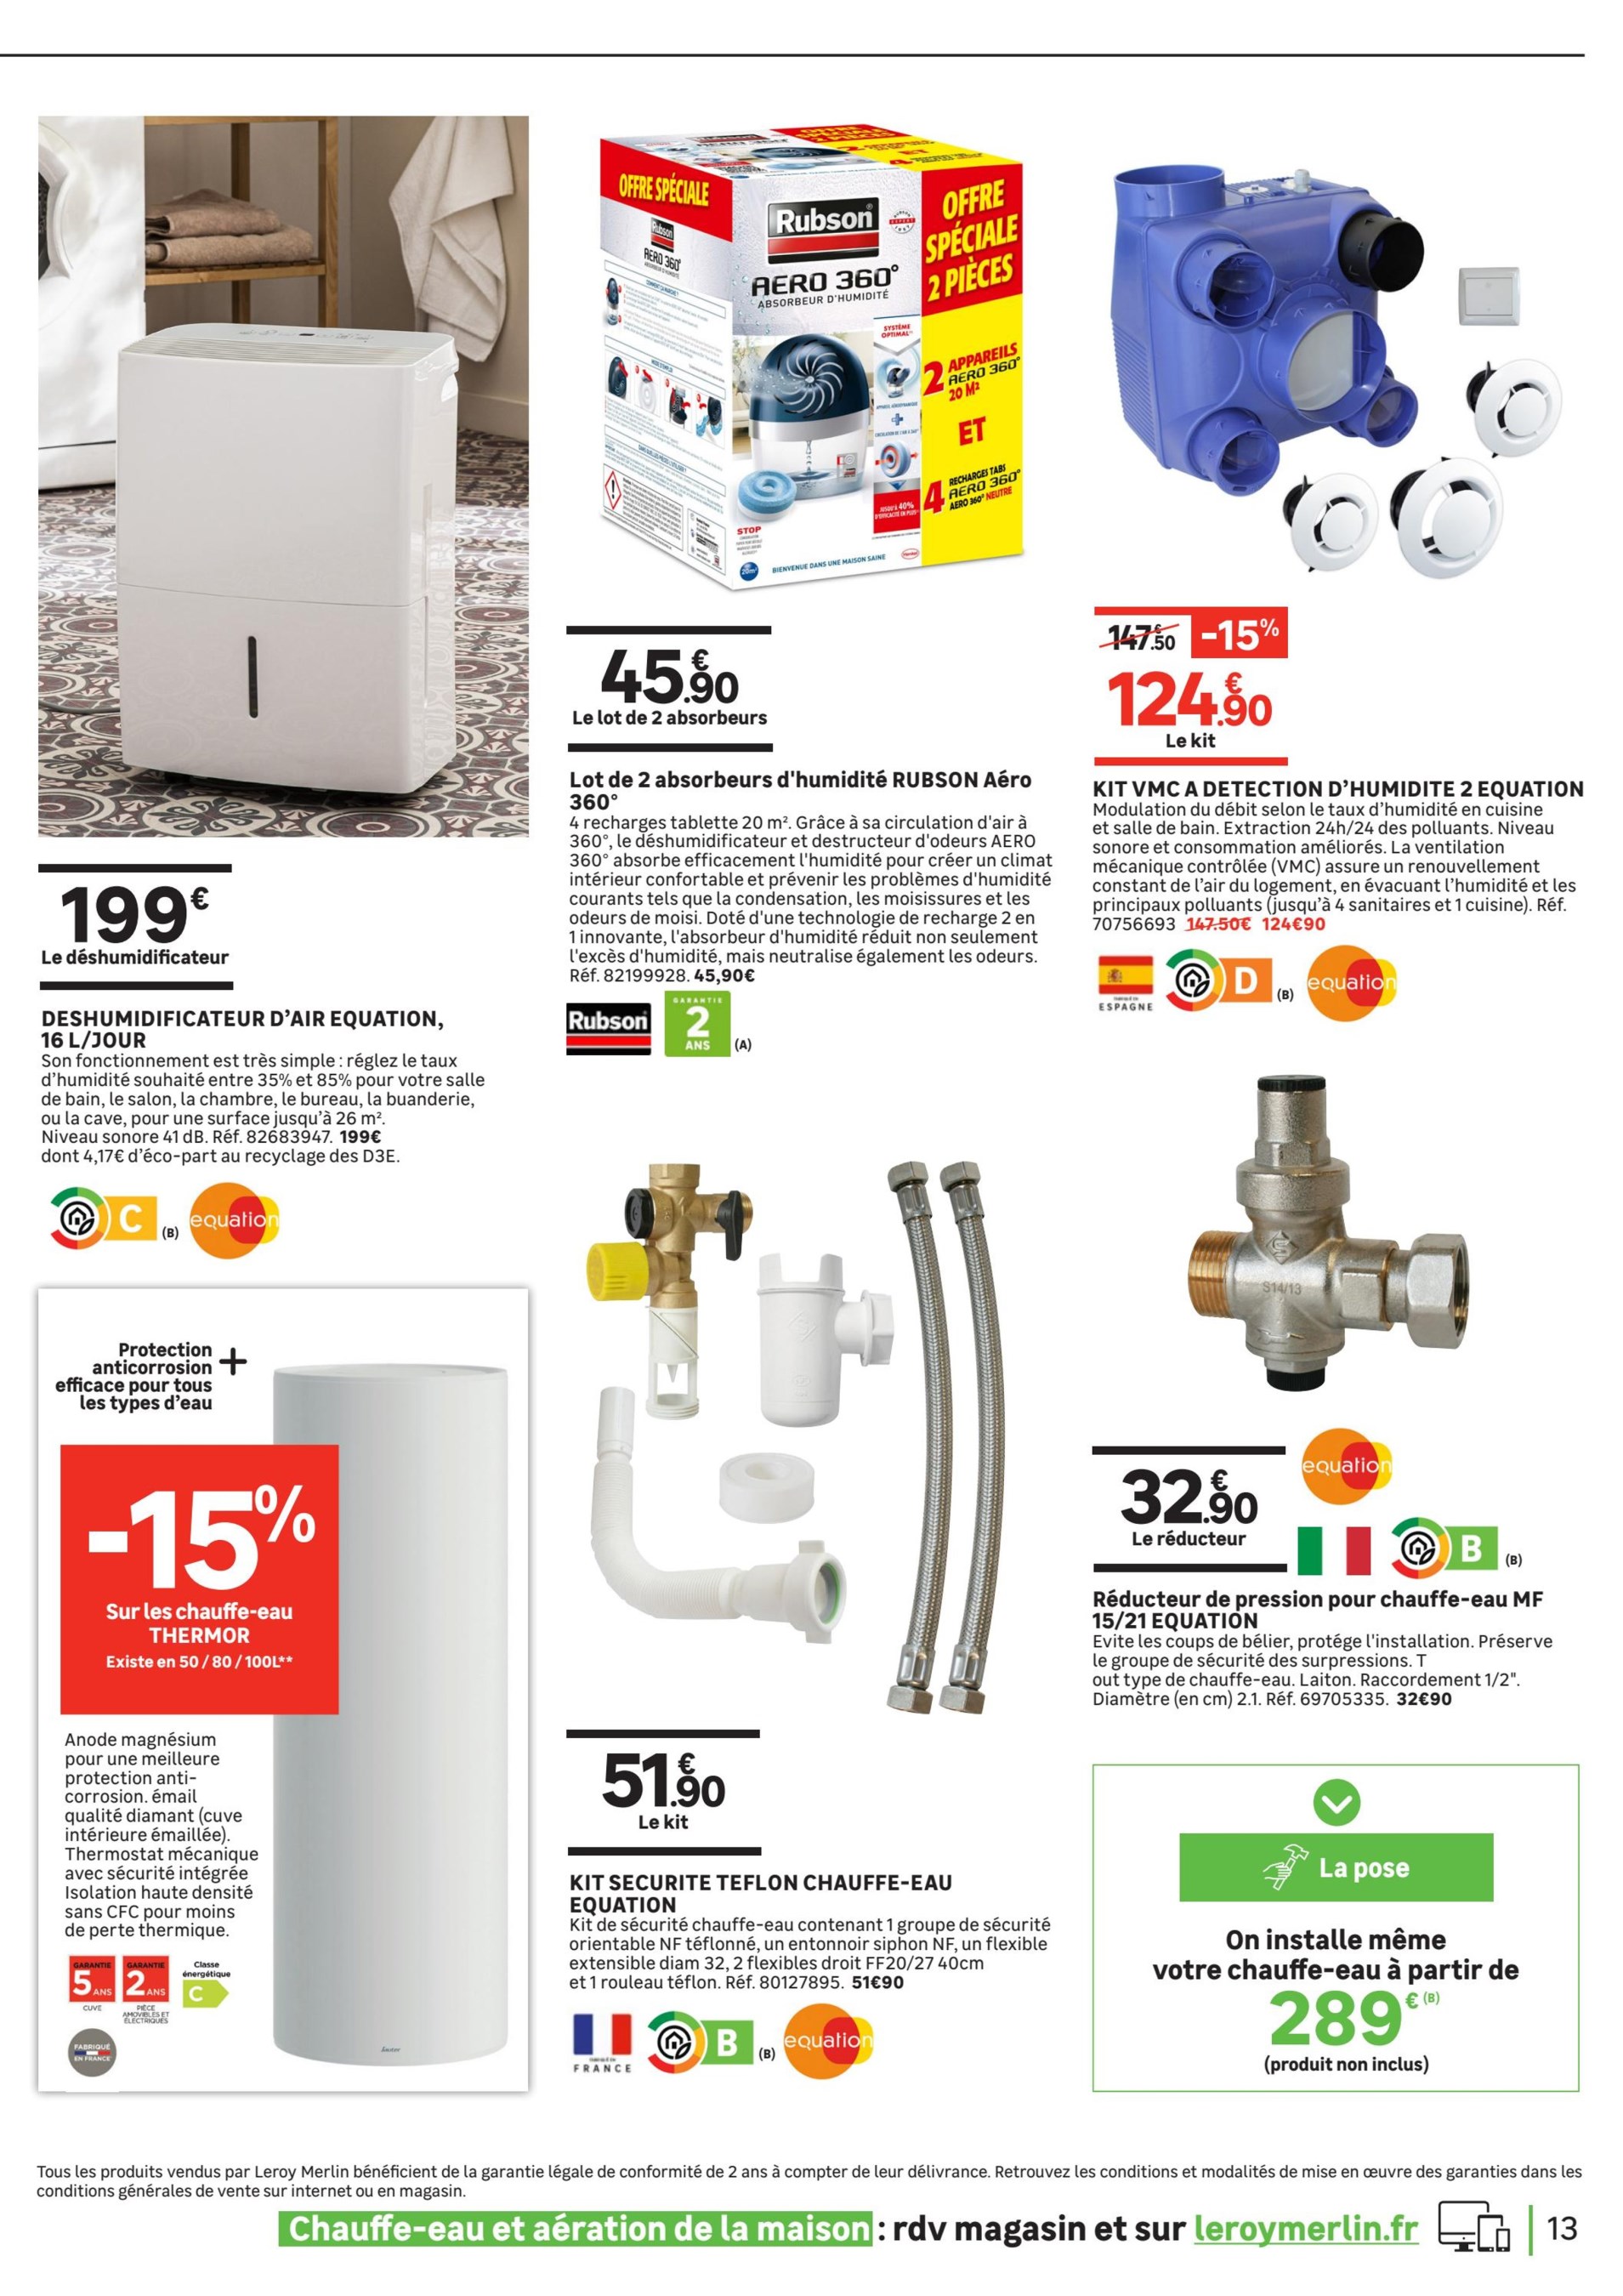 199€
Le déshumidificateur
DESHUMIDIFICATEUR D'AIR EQUATION,
16 L/JOUR
Son fonctionnement est très simple : réglez le taux
d'humidité souhaité entre 35% et 85% pour votre salle
de bain, le salon, la chambre, le bureau, la buanderie,
ou la cave, pour une surface jusqu'à 26 m².
Niveau sonore 41 dB. Réf. 82683947. 199€
dont 4,17€ d'éco-part au recyclage des D3E.
C (B) equation
OFFRE SPÉCIALE
Rubson
AERO 360°
Rubson
AERO 360°
ABSORBEUR D'HUMIDITÉ
SYSTÈME
OPTIMAL
JUSQU'À 40%
D'EFFICACITÉ EN PLUS
STOP
20m²
BIENVENUE DANS UNE MAISON SAINE
Henkel
OFFRE
SPÉCIALE
2 PIÈCES
2 APPAREILS
AERO 360°
20 M²
ET
4 RECHARGES TABS
AERO 360°
AERO 360° NEUTRE
45€.90
Le lot de 2 absorbeurs
Lot de 2 absorbeurs d'humidité RUBSON Aéro
360°
4 recharges tablette 20 m². Grâce à sa circulation d'air à
360°, le déshumidificateur et destructeur d'odeurs AERO
360° absorbe efficacement l'humidité pour créer un climat
intérieur confortable et prévenir les problèmes d'humidité
courants tels que la condensation, les moisissures et les
odeurs de moisi. Doté d'une technologie de recharge 2 en
1 innovante, l'absorbeur d'humidité réduit non seulement
l'excès d'humidité, mais neutralise également les odeurs.
Réf. 82199928. 45,90€
Rubson
GARANTIE
2
ANS (A)
147€.50 -15%
124€.90
Le kit
KIT VMC A DETECTION D'HUMIDITE 2 EQUATION
Modulation du débit selon le taux d'humidité en cuisine
et salle de bain. Extraction 24h/24 des polluants. Niveau
sonore et consommation améliorés. La ventilation
mécanique contrôlée (VMC) assure un renouvellement
constant de l'air du logement, en évacuant l'humidité et les
principaux polluants (jusqu'à 4 sanitaires et 1 cuisine). Réf.
70756693 147.50€ 124€90
FABRIQUÉ EN
ESPAGNE
D (B) equation
Protection
anticorrosion +
efficace pour tous
les types d'eau
-15%
Sur les chauffe-eau
THERMOR
Existe en 50 / 80 / 100L**
Anode magnésium
pour une meilleure
protection anti-
corrosion. émail
qualité diamant (cuve
intérieure émaillée).
Thermostat mécanique
avec sécurité intégrée
Isolation haute densité
sans CFC pour moins
de perte thermique.
GARANTIE
5 ANS
CUVE
GARANTIE
2 ANS
PIÈCE
AMOVIBLES ET
ÉLECTRIQUES
Classe
énergétique
C
FABRIQUÉ
EN FRANCE
Sauter
51€.90
Le kit
KIT SECURITE TEFLON CHAUFFE-EAU
EQUATION
Kit de sécurité chauffe-eau contenant 1 groupe de sécurité
orientable NF téflonné, un entonnoir siphon NF, un flexible
extensible diam 32, 2 flexibles droit FF20/27 40cm
et 1 rouleau téflon. Réf. 80127895. 51€90
FABRIQUÉ EN
FRANCE
B (B) equation
S14/13
32€.90
Le réducteur
equation
B (B)
Réducteur de pression pour chauffe-eau MF
15/21 EQUATION
Evite les coups de bélier, protége l'installation. Préserve
le groupe de sécurité des surpressions. T
out type de chauffe-eau. Laiton. Raccordement 1/2".
Diamètre (en cm) 2.1. Réf. 69705335. 32€90
La pose
On installe même
votre chauffe-eau à partir de
289€(B)
(produit non inclus)
Tous les produits vendus par Leroy Merlin bénéficient de la garantie légale de conformité de 2 ans à compter de leur délivrance. Retrouvez les conditions et modalités de mise en œuvre des garanties dans les
conditions générales de vente sur internet ou en magasin.
Chauffe-eau et aération de la maison : rdv magasin et sur leroymerlin.fr 13